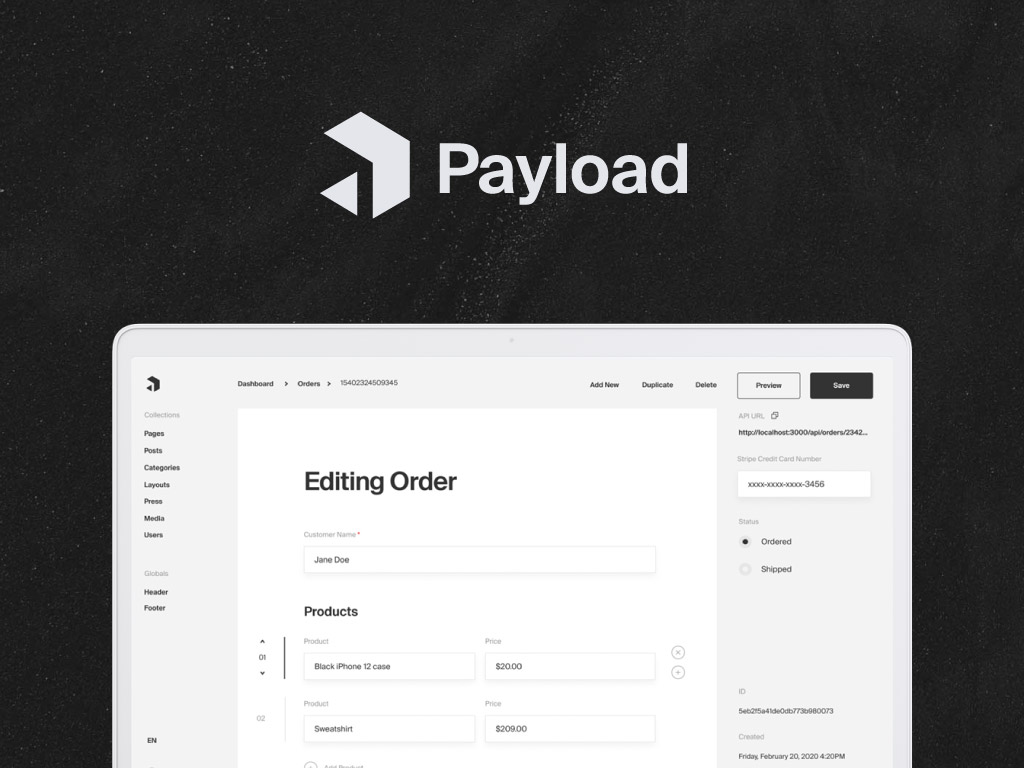 Payload
Dashboard > Orders > 15402324509345
Add New Duplicate Delete Preview Save
Collections
Pages
Posts
Categories
Layouts
Press
Media
Users
Globals
Header
Footer
EN
Editing Order
Customer Name *
Jane Doe
Products
01
Product Price
Black iPhone 12 case $20.00
02
Product Price
Sweatshirt $209.00
Add Product
API URL
http://localhost:3000/api/orders/2342...
Stripe Credit Card Number
xxxx-xxxx-xxxx-3456
Status
Ordered
Shipped
ID
5eb2f5a41de0db773b980073
Created
Friday, February 20, 2020 4:20PM